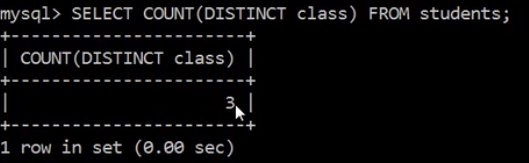 mysql> SELECT COUNT(DISTINCT class) FROM students;
+-----------------------+
| COUNT(DISTINCT class) |
+-----------------------+
|                     3 |
+-----------------------+
1 row in set (0.00 sec)